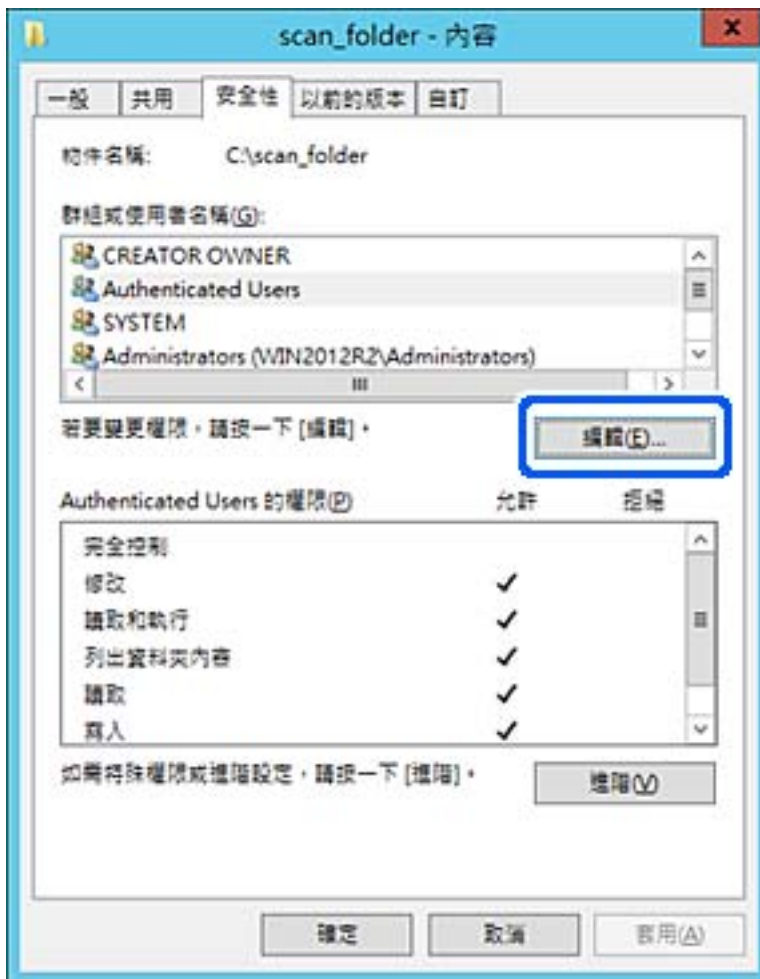 scan_folder - 內容
一般 共用 安全性 以前的版本 自訂
物件名稱: C:\scan_folder
群組或使用者名稱(G):
CREATOR OWNER
Authenticated Users
SYSTEM
Administrators (WIN2012R2\Administrators)
若要變更權限，請按一下 [編輯]。 編輯(E)...
Authenticated Users 的權限(P) 允許 拒絕
完全控制
修改
讀取和執行
列出資料夾內容
讀取
寫入
如需特殊權限或進階設定，請按一下 [進階]。 進階(V)
確定 取消 套用(A)